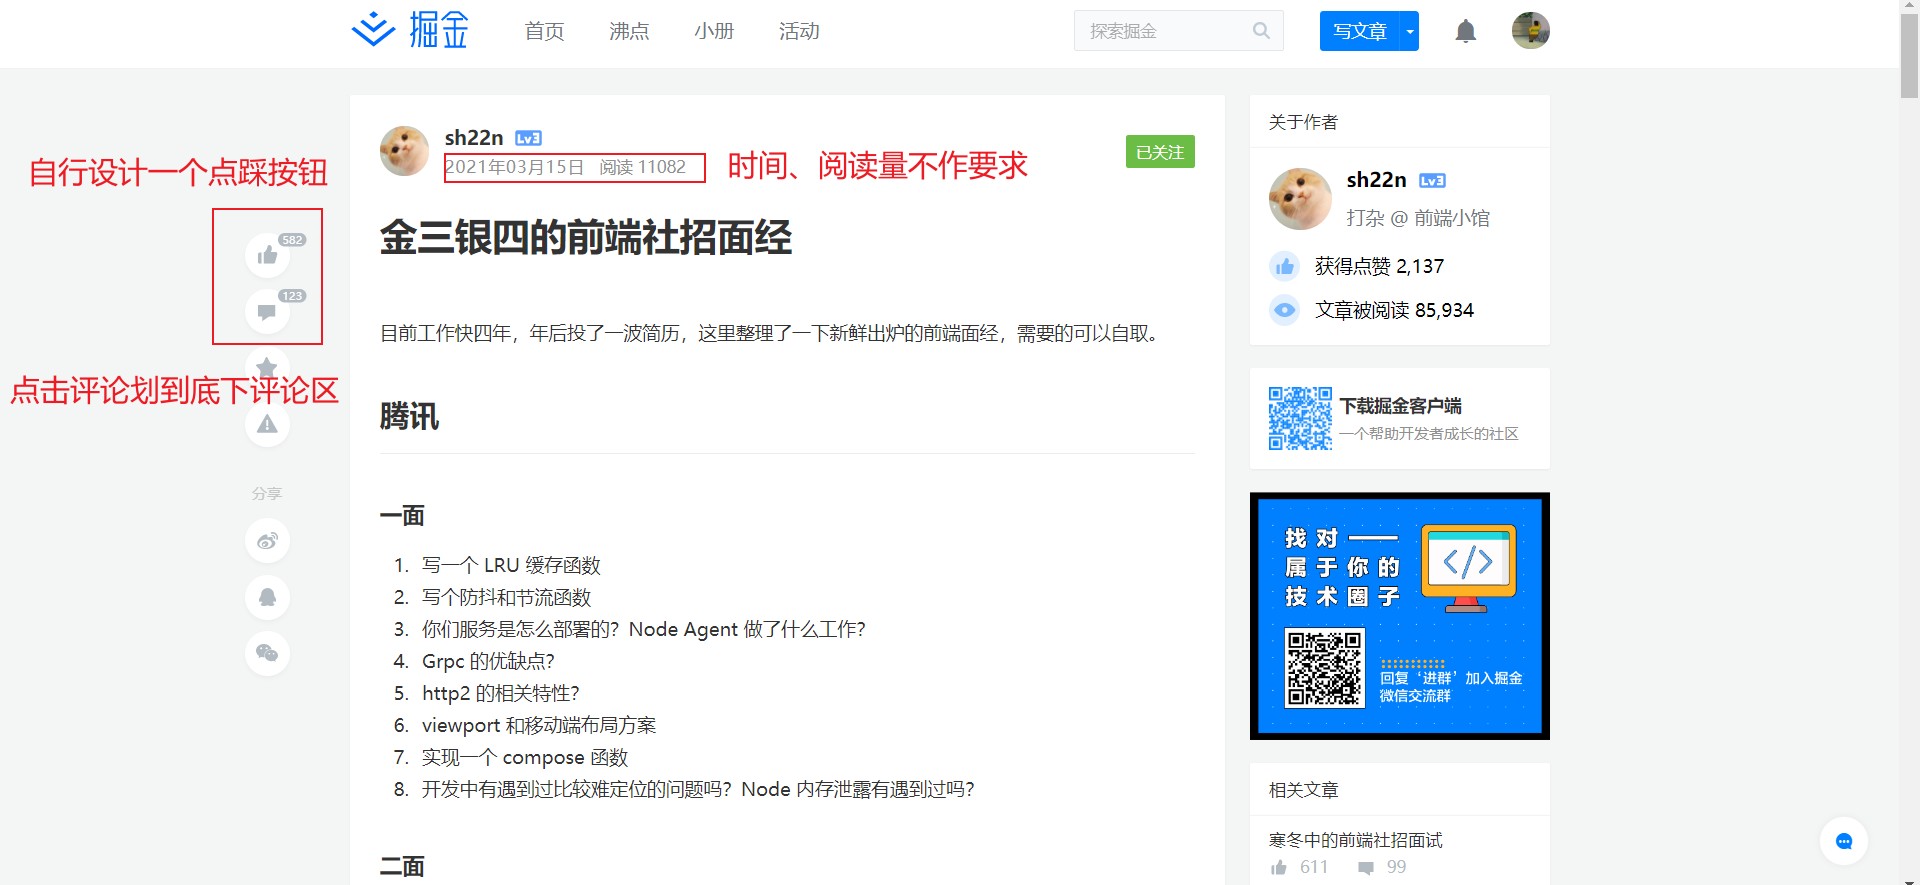 掘金
首页 沸点 小册 活动
探索掘金
写文章
自行设计一个点踩按钮
582
123
点击评论划到底下评论区
分享
sh22n Lv3
2021年03月15日 阅读 11082
时间、阅读量不作要求
已关注
金三银四的前端社招面经
目前工作快四年，年后投了一波简历，这里整理了一下新鲜出炉的前端面经，需要的可以自取。
腾讯
一面
1. 写一个 LRU 缓存函数
2. 写个防抖和节流函数
3. 你们服务是怎么部署的？Node Agent 做了什么工作？
4. Grpc 的优缺点？
5. http2 的相关特性？
6. viewport 和移动端布局方案
7. 实现一个 compose 函数
8. 开发中有遇到过比较难定位的问题吗？Node 内存泄露有遇到过吗？
二面
关于作者
sh22n Lv3
打杂 @ 前端小馆
获得点赞 2,137
文章被阅读 85,934
下载掘金客户端
一个帮助开发者成长的社区
找对——
属于你的
技术圈子
</>
回复‘进群’加入掘金
微信交流群
相关文章
寒冬中的前端社招面试
611 99